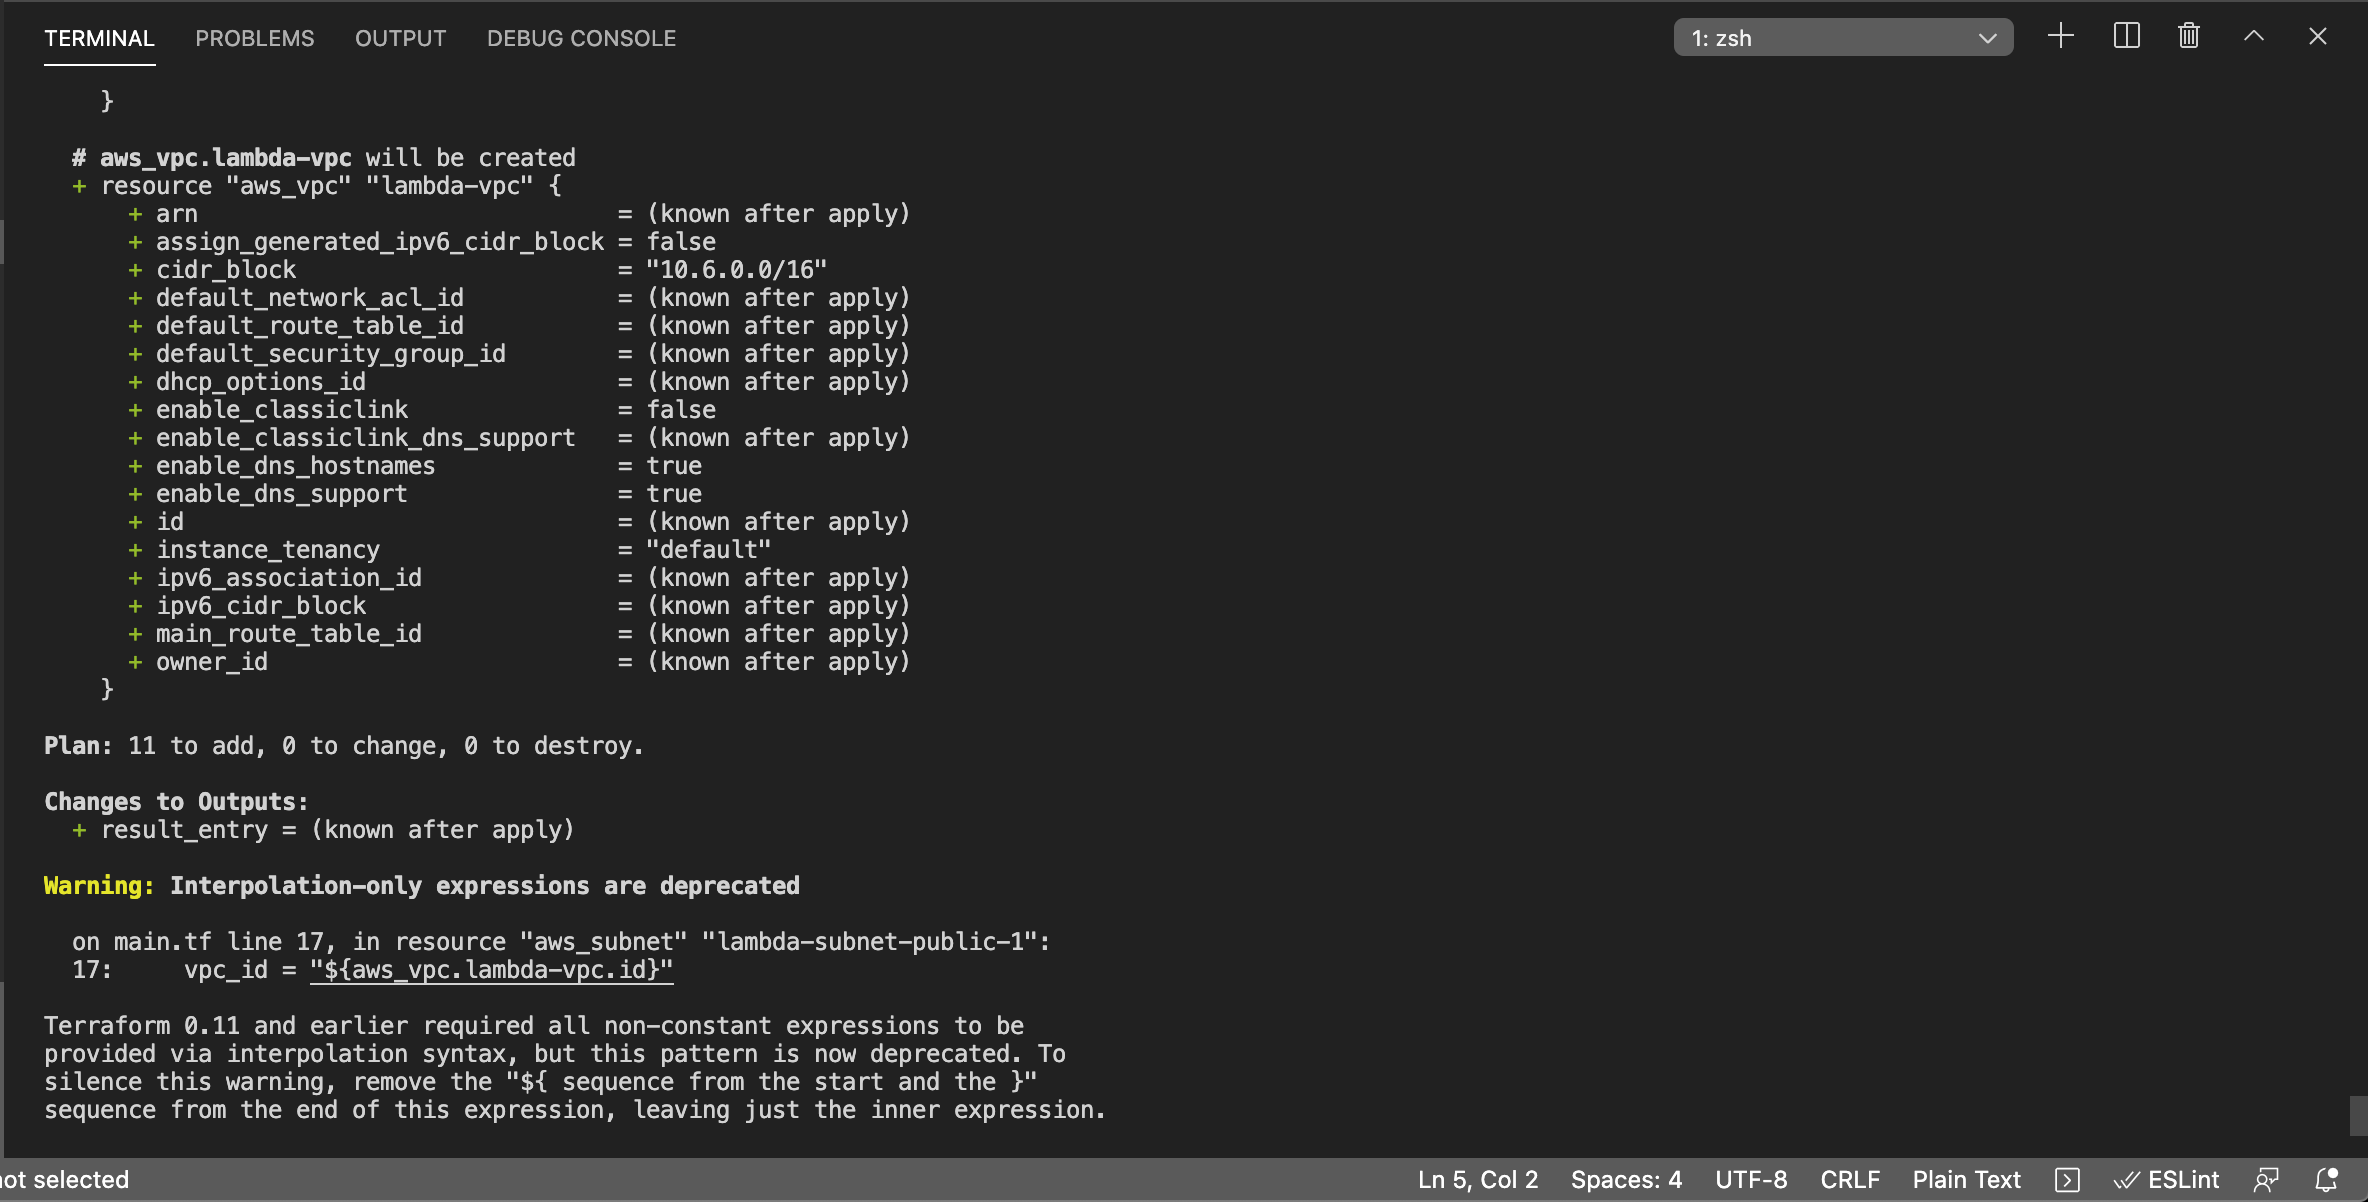 TERMINAL PROBLEMS OUTPUT DEBUG CONSOLE 1: zsh
}
# aws_vpc.lambda-vpc will be created
+ resource "aws_vpc" "lambda-vpc" {
+ arn = (known after apply)
+ assign_generated_ipv6_cidr_block = false
+ cidr_block = "10.6.0.0/16"
+ default_network_acl_id = (known after apply)
+ default_route_table_id = (known after apply)
+ default_security_group_id = (known after apply)
+ dhcp_options_id = (known after apply)
+ enable_classiclink = false
+ enable_classiclink_dns_support = (known after apply)
+ enable_dns_hostnames = true
+ enable_dns_support = true
+ id = (known after apply)
+ instance_tenancy = "default"
+ ipv6_association_id = (known after apply)
+ ipv6_cidr_block = (known after apply)
+ main_route_table_id = (known after apply)
+ owner_id = (known after apply)
}
Plan: 11 to add, 0 to change, 0 to destroy.
Changes to Outputs:
+ result_entry = (known after apply)
Warning: Interpolation-only expressions are deprecated
on main.tf line 17, in resource "aws_subnet" "lambda-subnet-public-1":
17: vpc_id = "${aws_vpc.lambda-vpc.id}"
Terraform 0.11 and earlier required all non-constant expressions to be
provided via interpolation syntax, but this pattern is now deprecated. To
silence this warning, remove the "${ sequence from the start and the }"
sequence from the end of this expression, leaving just the inner expression.
ot selected Ln 5, Col 2 Spaces: 4 UTF-8 CRLF Plain Text ESLint